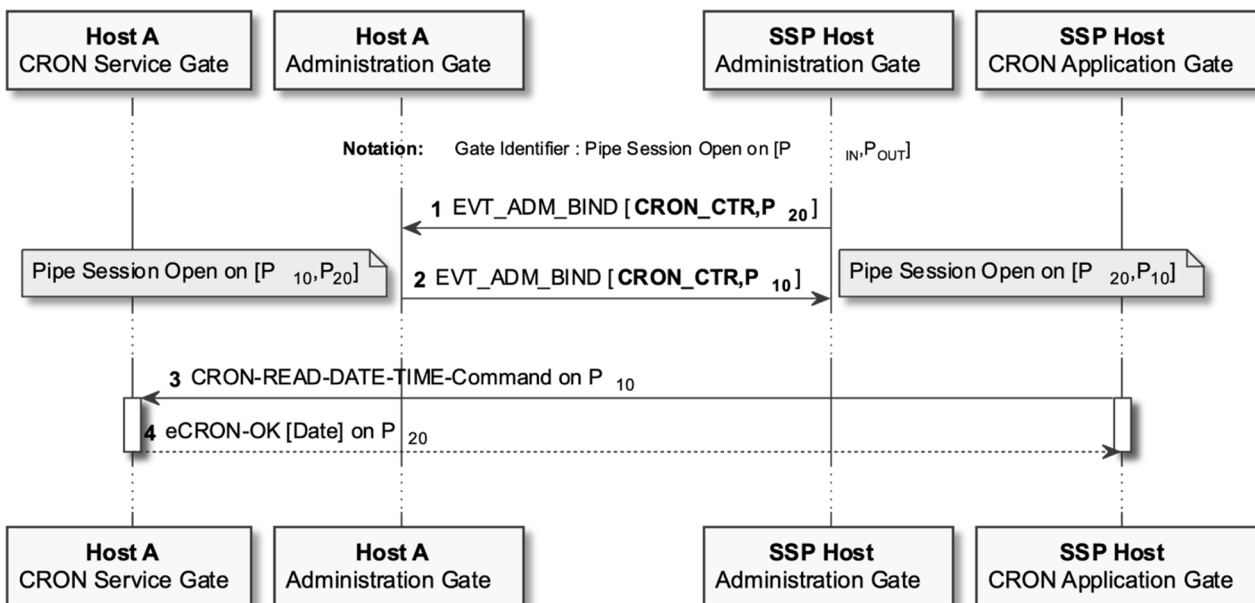 Host A
CRON Service Gate
Host A
Administration Gate
SSP Host
Administration Gate
SSP Host
CRON Application Gate
Notation: Gate Identifier : Pipe Session Open on [P IN,POUT]
1 EVT_ADM_BIND [CRON_CTR,P 20]
Pipe Session Open on [P 10,P20]
2 EVT_ADM_BIND [CRON_CTR,P 10]
Pipe Session Open on [P 20,P10]
3 CRON-READ-DATE-TIME-Command on P 10
4 eCRON-OK [Date] on P 20
Host A
CRON Service Gate
Host A
Administration Gate
SSP Host
Administration Gate
SSP Host
CRON Application Gate